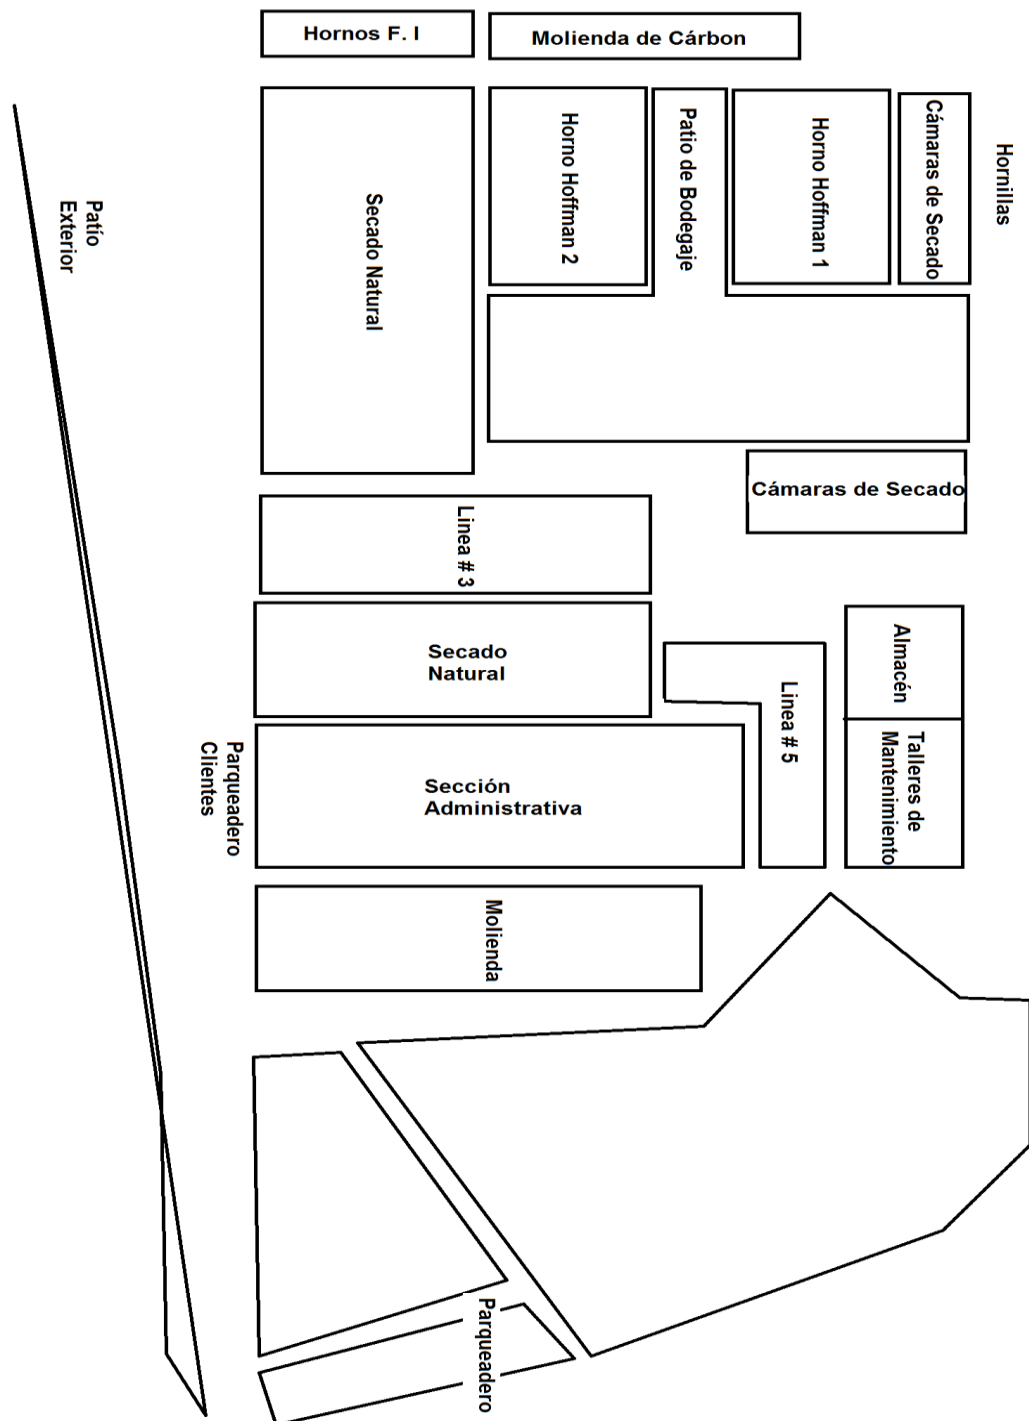 Hornos F. I
Molienda de Cárbon
Secado Natural
Horno Hoffman 2
Patio de Bodegaje
Horno Hoffman 1
Cámaras de Secado
Hornillas
Patío
Exterior
Cámaras de Secado
Linea # 3
Secado
Natural
Linea # 5
Almacén
Talleres de
Mantenimiento
Parqueadero
Clientes
Sección
Administrativa
Molienda
Parqueadero